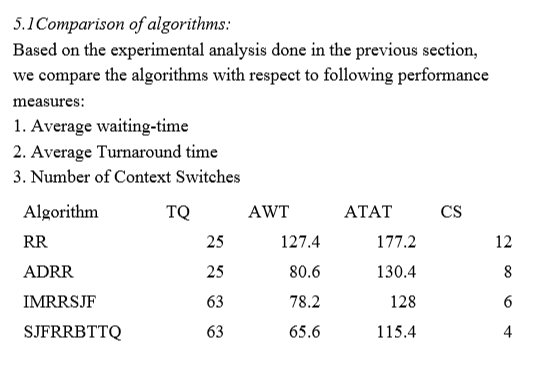 5.1Comparison of algorithms:
Based on the experimental analysis done in the previous section,
we compare the algorithms with respect to following performance
measures:
1. Average waiting-time
2. Average Turnaround time
3. Number of Context Switches
Algorithm TQ AWT ATAT CS
RR 25 127.4 177.2 12
ADRR 25 80.6 130.4 8
IMRRSJF 63 78.2 128 6
SJFRRBTTQ 63 65.6 115.4 4